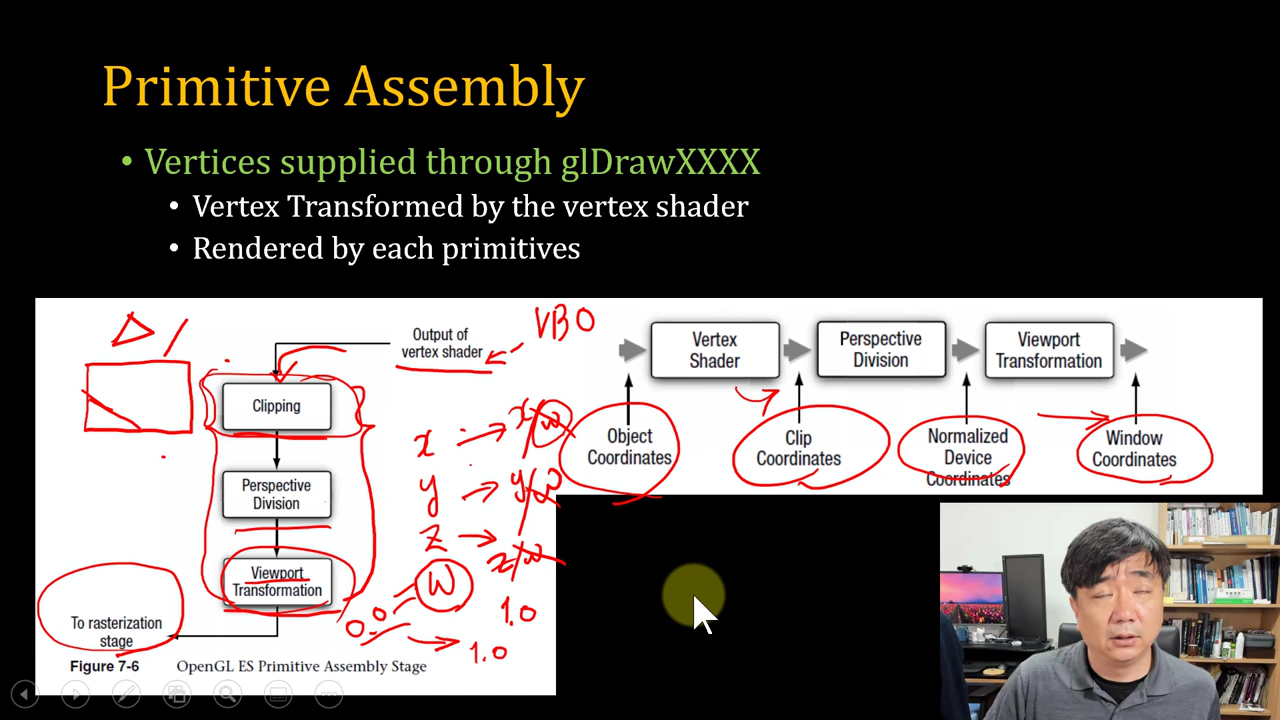 Primitive Assembly
• Vertices supplied through glDrawXXXX
• Vertex Transformed by the vertex shader
• Rendered by each primitives
Output of
vertex shader
VBO
Clipping
Perspective
Division
Viewport
Transformation
To rasterization
stage
x → x/w
y → y/w
z → z/w
W
1.0
0.0 → 1.0
Figure 7-6 OpenGL ES Primitive Assembly Stage
Vertex
Shader
Perspective
Division
Viewport
Transformation
Object
Coordinates
Clip
Coordinates
Normalized
Device
Coordinates
Window
Coordinates